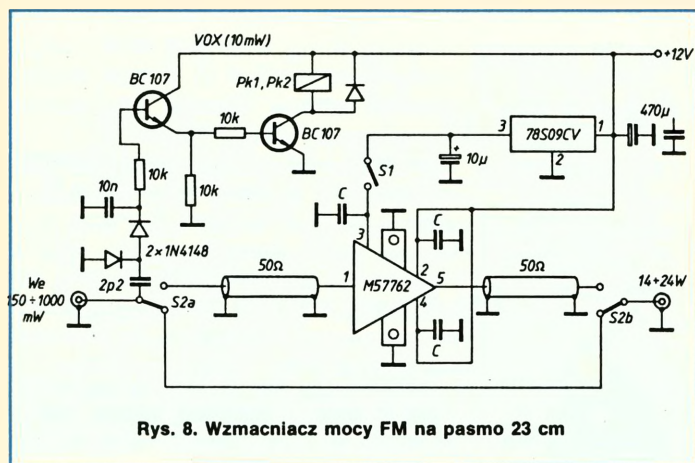 VOX (10mW)
+12V
BC 107
Pk1, Pk2
10k
BC107
3
78S09CV
1
470µ
2
+
10µ
S1
10k
10k
10n
C
3
C
2×1N4148
We
150÷1000
mW
2p2
S2a
50Ω
1
M57762
2
5
4
50Ω
14÷24W
S2b
C
Rys. 8. Wzmacniacz mocy FM na pasmo 23 cm